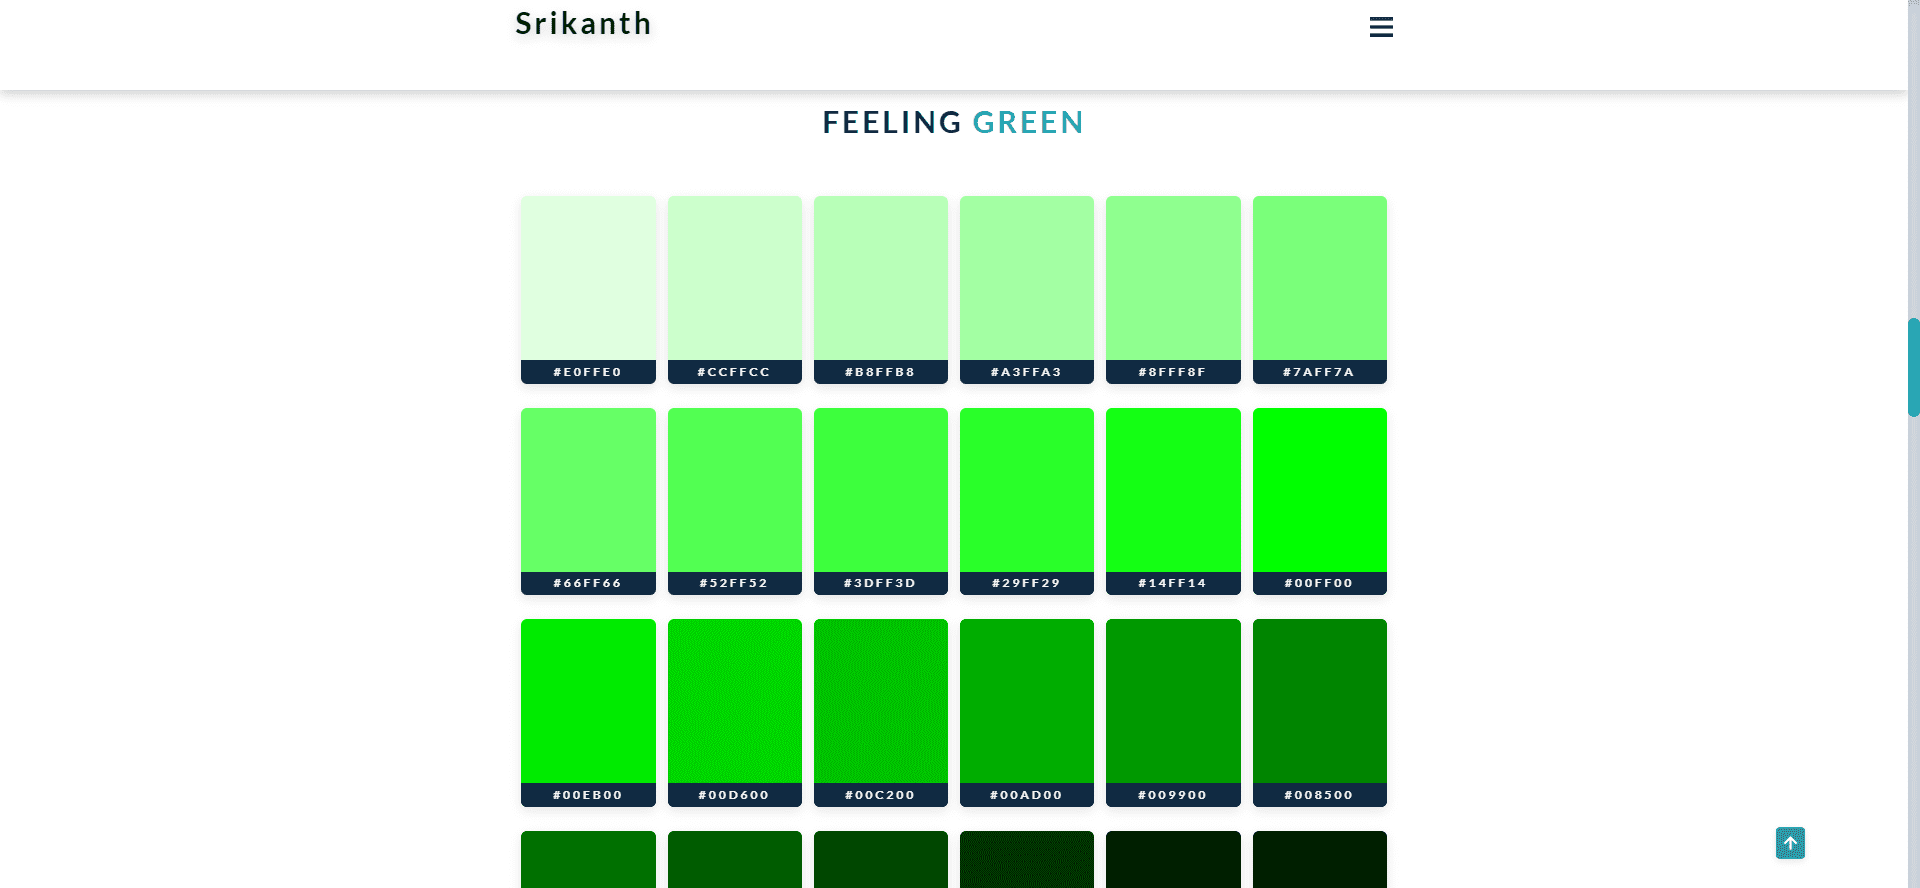 Srikanth
FEELING GREEN
#E0FFE0 #CCFFCC #B8FFB8 #A3FFA3 #8FFF8F #7AFF7A
#66FF66 #52FF52 #3DFF3D #29FF29 #14FF14 #00FF00
#00EB00 #00D600 #00C200 #00AD00 #009900 #008500